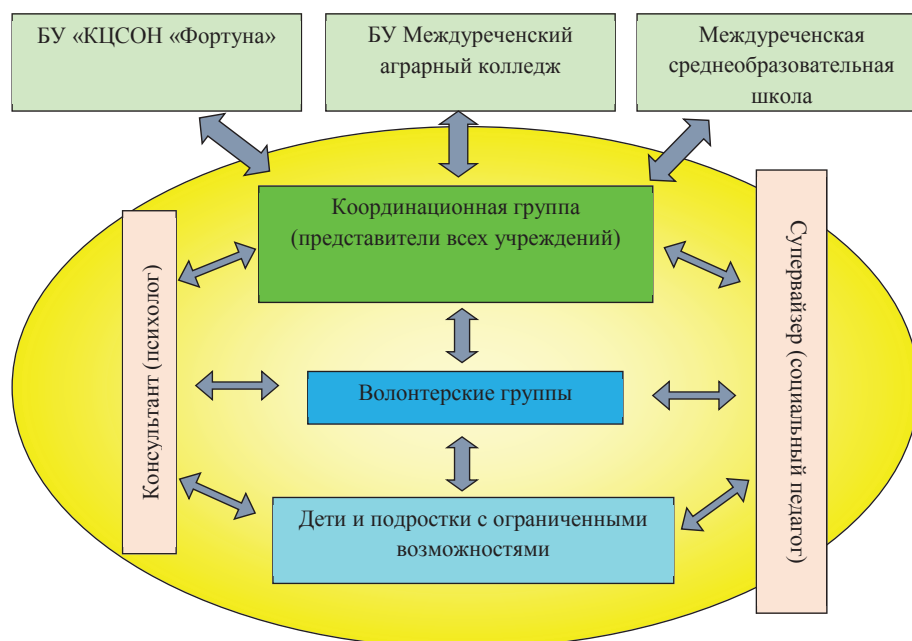 БУ «КЦСОН «Фортуна»
БУ Междуреченский
аграрный колледж
Междуреченская
среднеобразовательная
школа
Координационная группа
(представители всех учреждений)
Консультант (психолог)
Супервайзер (социальный педагог)
Волонтерские группы
Дети и подростки с ограниченными
возможностями